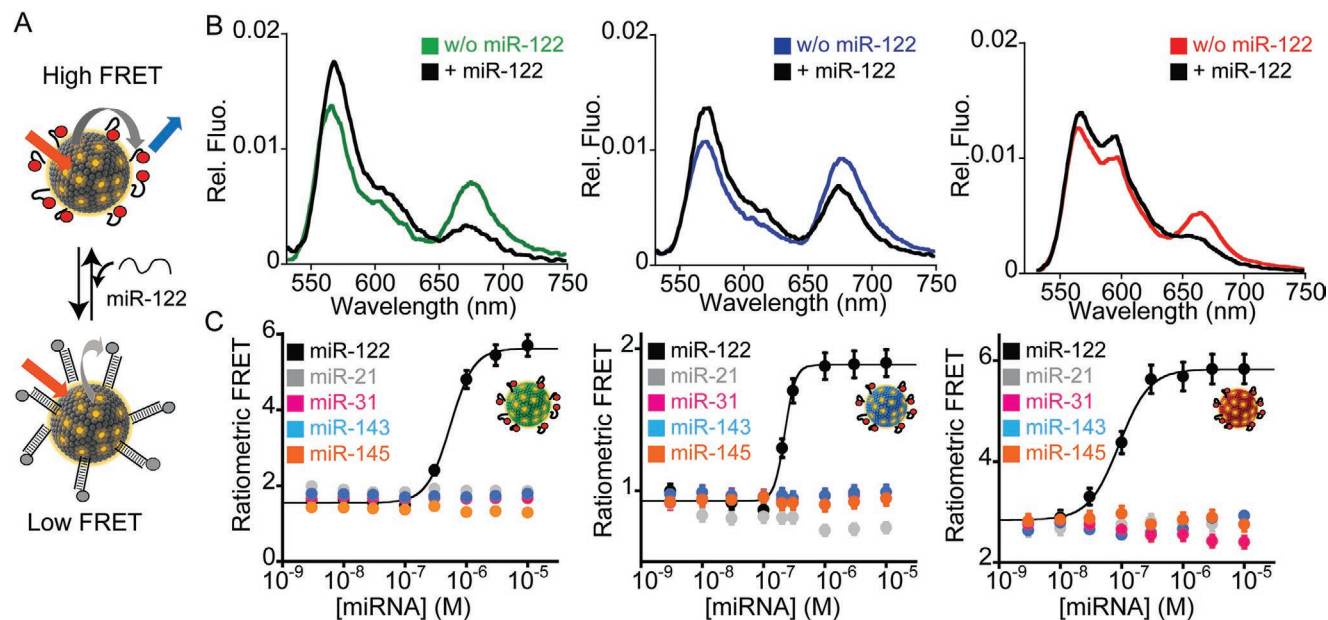 A
High FRET
miR-122
Low FRET
B
0.02
0.01
0
Rel. Fluo.
w/o miR-122
+ miR-122
550 600 650 700 750
Wavelength (nm)
0.02
0.01
0
Rel. Fluo.
w/o miR-122
+ miR-122
550 600 650 700 750
Wavelength (nm)
0.02
0.01
0
Rel. Fluo.
w/o miR-122
+ miR-122
550 600 650 700 750
Wavelength (nm)
C
6
4
2
0
Ratiometric FRET
miR-122
miR-21
miR-31
miR-143
miR-145
10-9 10-8 10-7 10-6 10-5
[miRNA] (M)
2
1
Ratiometric FRET
miR-122
miR-21
miR-31
miR-143
miR-145
10-9 10-8 10-7 10-6 10-5
[miRNA] (M)
6
4
2
Ratiometric FRET
miR-122
miR-21
miR-31
miR-143
miR-145
10-9 10-8 10-7 10-6 10-5
[miRNA] (M)